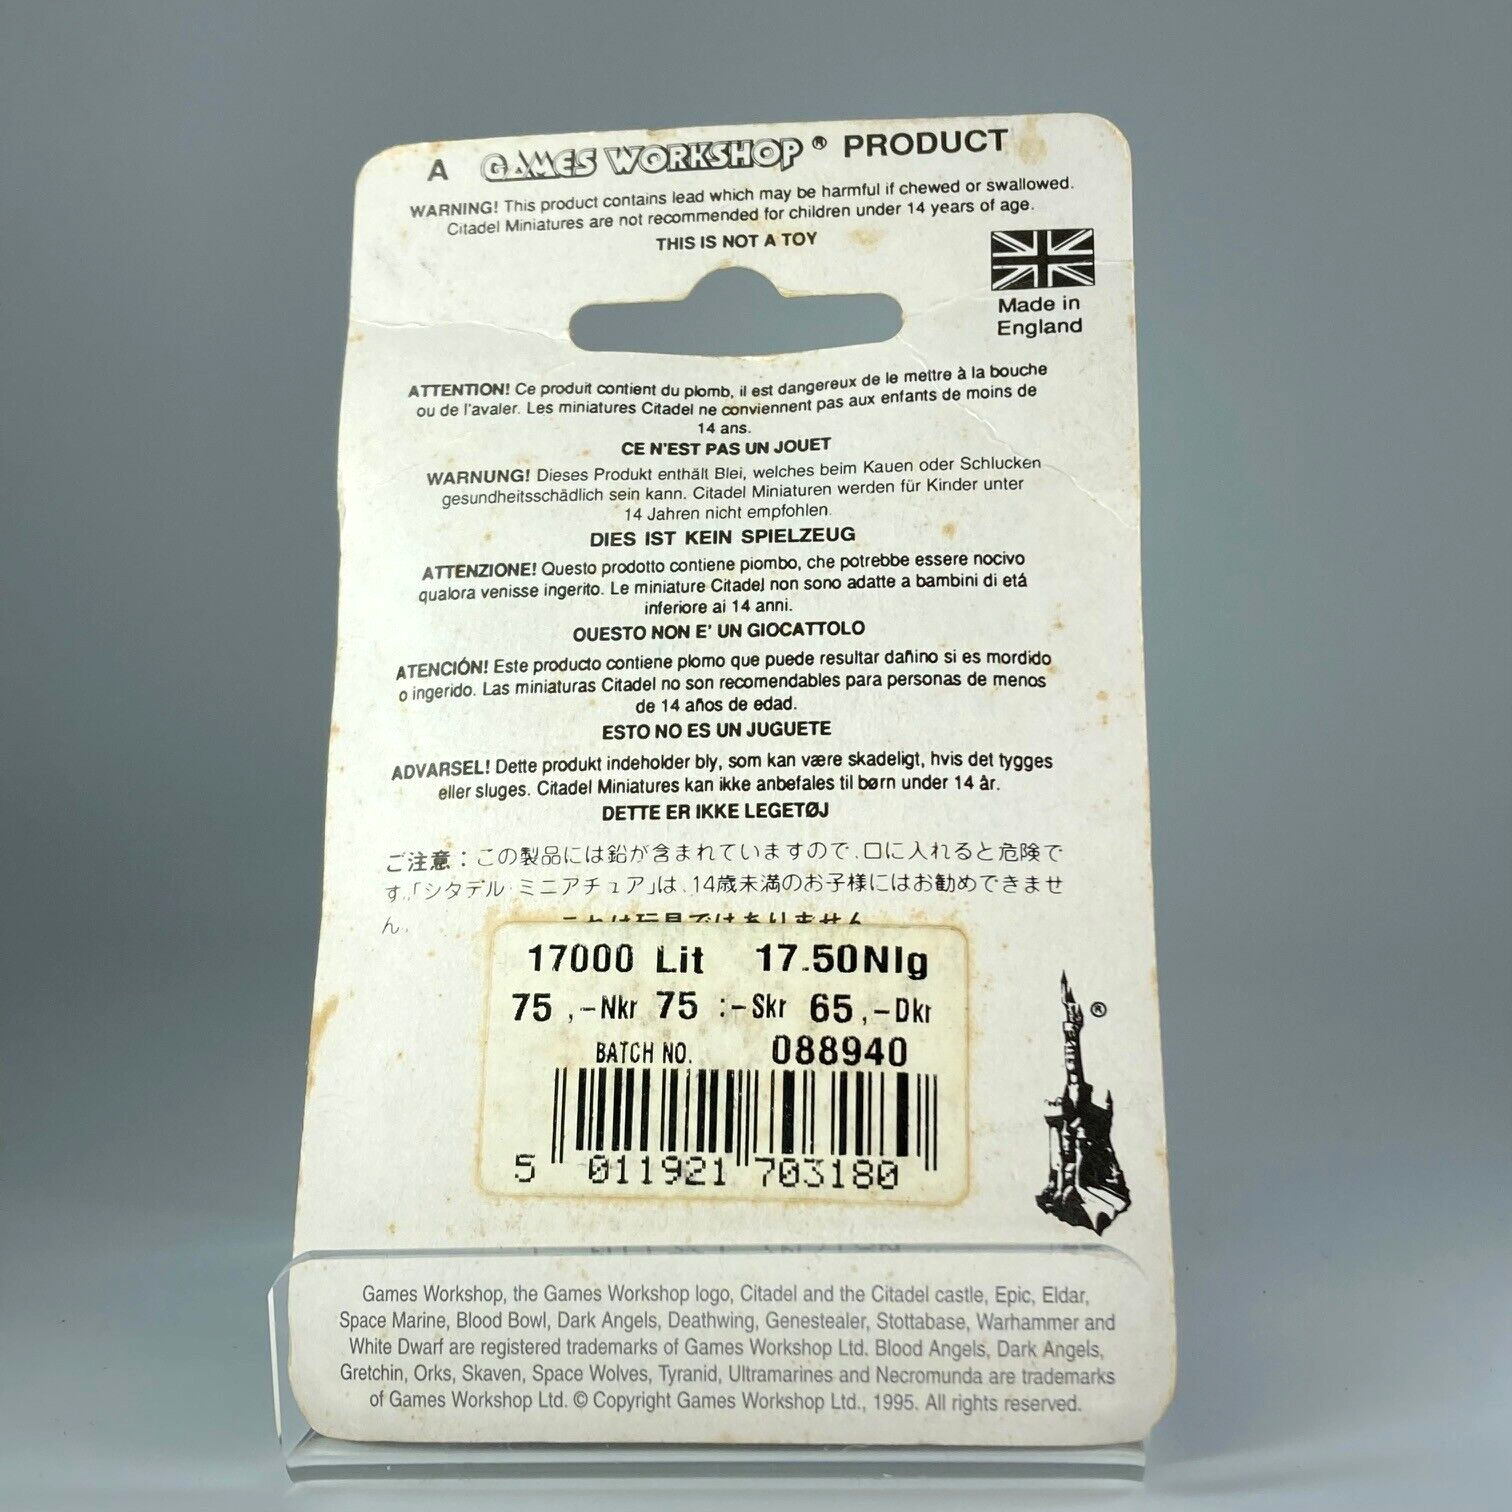 A GAMES WORKSHOP® PRODUCT
WARNING! This product contains lead which may be harmful if chewed or swallowed.
Citadel Miniatures are not recommended for children under 14 years of age.
THIS IS NOT A TOY
Made in
England
ATTENTION! Ce produit contient du plomb, il est dangereux de le mettre à la bouche
ou de l'avaler. Les miniatures Citadel ne conviennent pas aux enfants de moins de
14 ans.
CE N'EST PAS UN JOUET
WARNUNG! Dieses Produkt enthält Blei, welches beim Kauen oder Schlucken
gesundheitsschädlich sein kann. Citadel Miniaturen werden für Kinder unter
14 Jahren nicht empfohlen.
DIES IST KEIN SPIELZEUG
ATTENZIONE! Questo prodotto contiene piombo, che potrebbe essere nocivo
qualora venisse ingerito. Le miniature Citadel non sono adatte a bambini di etá
inferiore ai 14 anni.
QUESTO NON E' UN GIOCATTOLO
ATENCIÓN! Este producto contiene plomo que puede resultar dañino si es mordido
o ingerido. Las miniaturas Citadel no son recomendables para personas de menos
de 14 años de edad.
ESTO NO ES UN JUGUETE
ADVARSEL! Dette produkt indeholder bly, som kan være skadeligt, hvis det tygges
eller sluges. Citadel Miniatures kan ikke anbefales til børn under 14 år.
DETTE ER IKKE LEGETØJ
ご注意：この製品には鉛が含まれていますので、口に入れると危険で
す。「シタデル・ミニアチュア」は、14歳未満のお子様にはお勧めできませ
ん。
これは玩具ではありません
17000 Lit 17.50Nlg
75 ,-Nkr 75 :-Skr 65 ,-Dkr
BATCH NO. 088940
5 011921 703180
®
Games Workshop, the Games Workshop logo, Citadel and the Citadel castle, Epic, Eldar,
Space Marine, Blood Bowl, Dark Angels, Deathwing, Genestealer, Slottabase, Warhammer and
White Dwarf are registered trademarks of Games Workshop Ltd. Blood Angels, Dark Angels,
Gretchin, Orks, Skaven, Space Wolves, Tyranid, Ultramarines and Necromunda are trademarks
of Games Workshop Ltd. © Copyright Games Workshop Ltd., 1995. All rights reserved.